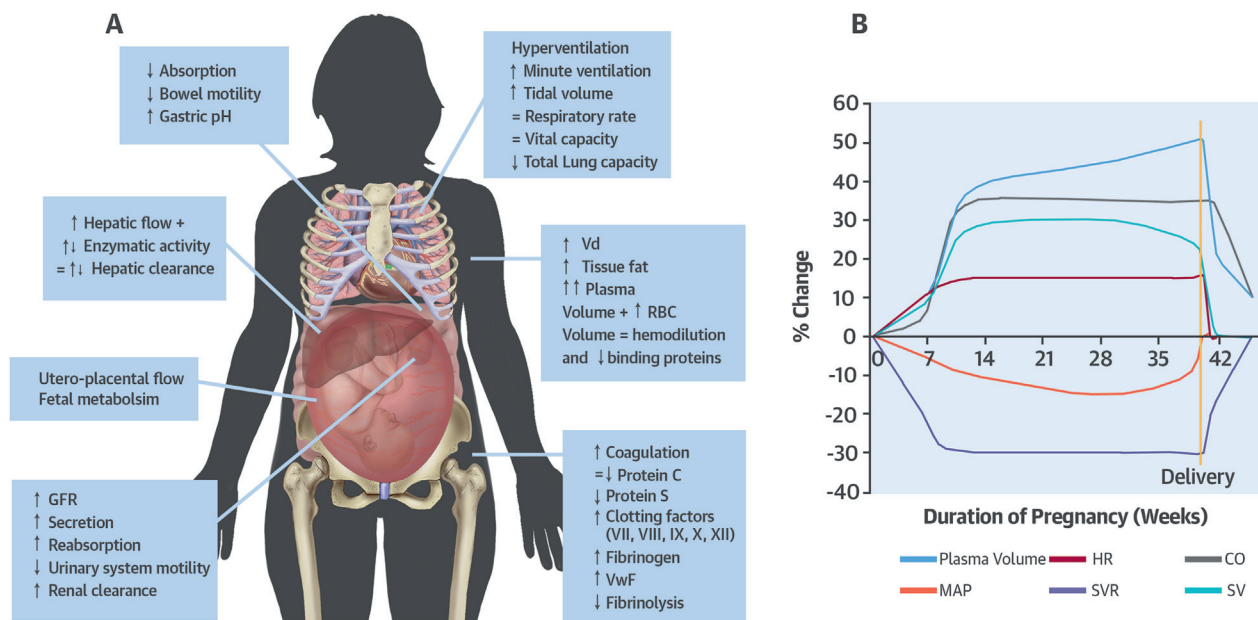 A
↓ Absorption
↓ Bowel motility
↑ Gastric pH
Hyperventilation
↑ Minute ventilation
↑ Tidal volume
= Respiratory rate
= Vital capacity
↓ Total Lung capacity
↑ Hepatic flow +
↑↓ Enzymatic activity
= ↑↓ Hepatic clearance
↑ Vd
↑ Tissue fat
↑↑ Plasma
Volume + ↑ RBC
Volume = hemodilution
and ↓ binding proteins
Utero-placental flow
Fetal metabolsim
↑ GFR
↑ Secretion
↑ Reabsorption
↓ Urinary system motility
↑ Renal clearance
↑ Coagulation
=↓ Protein C
↓ Protein S
↑ Clotting factors
(VII, VIII, IX, X, XII)
↑ Fibrinogen
↑ VwF
↓ Fibrinolysis
B
% Change
60
50
40
30
20
10
0
-10
-20
-30
-40
0 7 14 21 28 35 42
Delivery
Duration of Pregnancy (Weeks)
Plasma Volume HR CO
MAP SVR SV